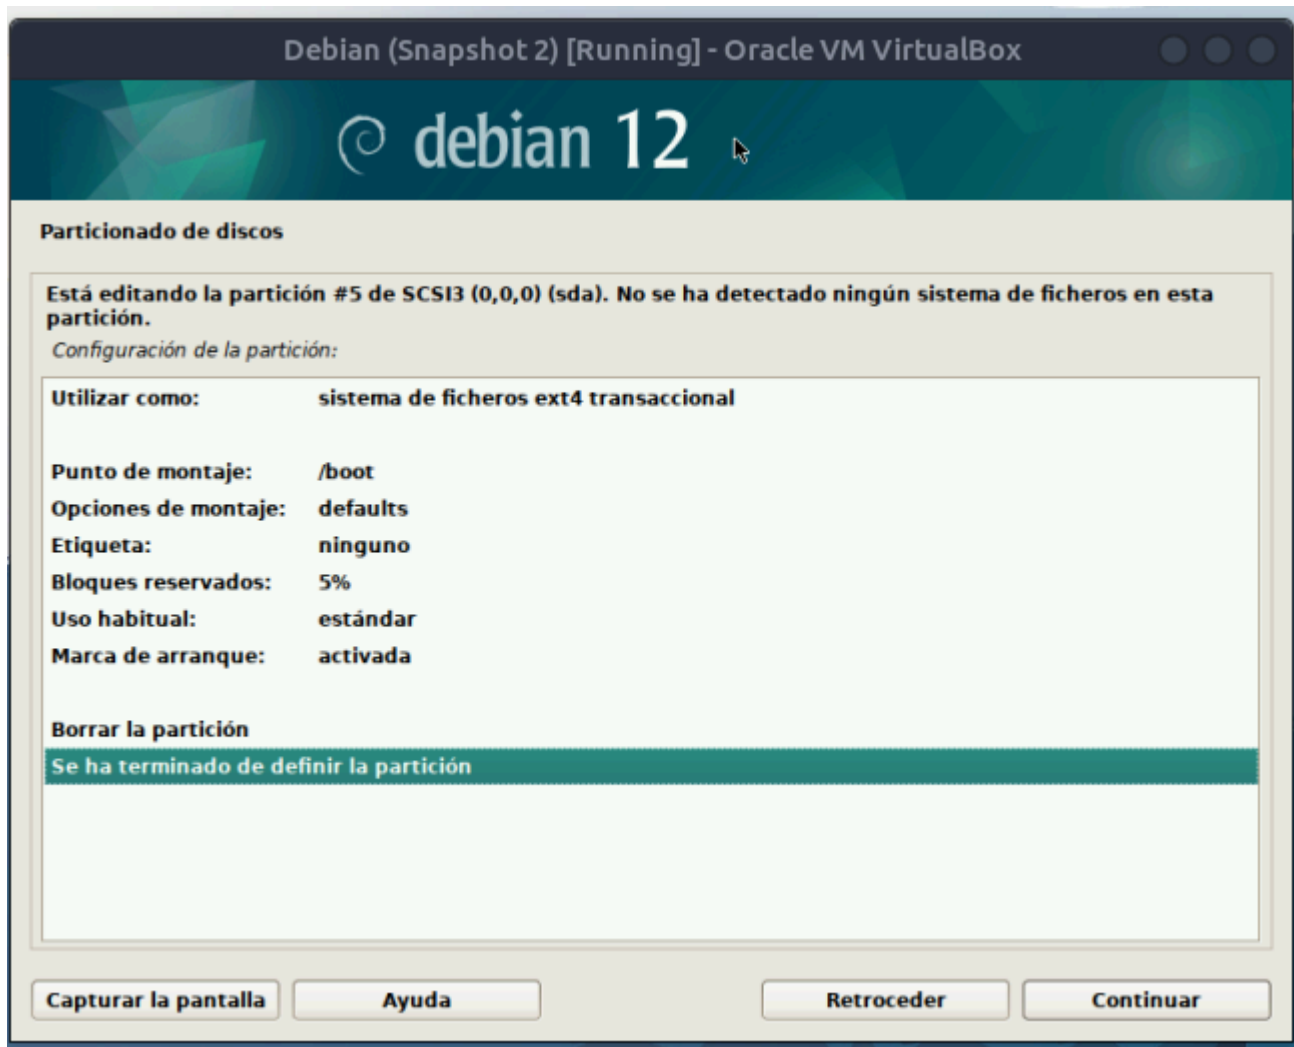 Debian (Snapshot 2) [Running] - Oracle VM VirtualBox
debian 12
Particionado de discos
Está editando la partición #5 de SCSI3 (0,0,0) (sda). No se ha detectado ningún sistema de ficheros en esta
partición.
Configuración de la partición:
Utilizar como: sistema de ficheros ext4 transaccional
Punto de montaje: /boot
Opciones de montaje: defaults
Etiqueta: ninguno
Bloques reservados: 5%
Uso habitual: estándar
Marca de arranque: activada
Borrar la partición
Se ha terminado de definir la partición
Capturar la pantalla Ayuda Retroceder Continuar